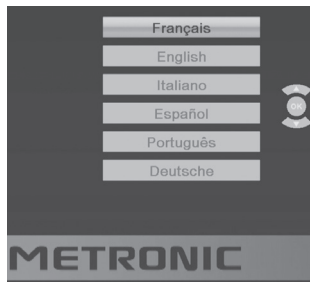 Français
English
Italiano
Español
OK
Português
Deutsche
METRONIC